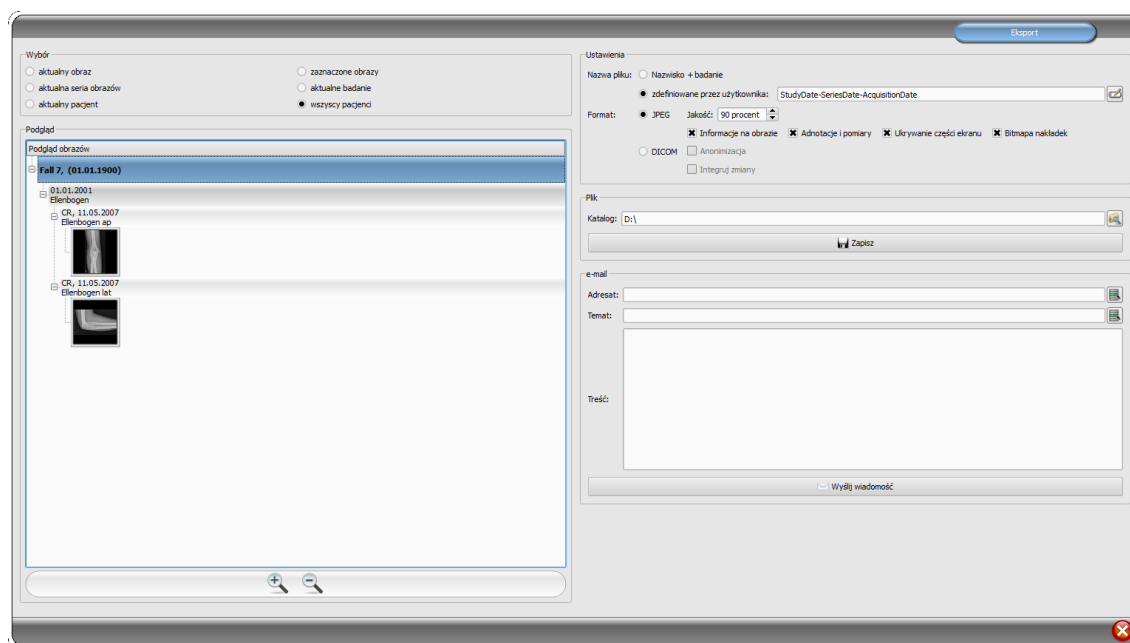 Eksport
Wybór
aktualny obraz
zaznaczone obrazy
aktualna seria obrazów
aktualne badanie
aktualny pacjent
wszyscy pacjenci
Podgląd
Podgląd obrazów
Fall 7, (01.01.1900)
01.01.2001
Ellenbogen
CR, 11.05.2007
Ellenbogen ap
CR, 11.05.2007
Ellenbogen lat
Ustawienia
Nazwa pliku: Nazwisko + badanie
zdefiniowane przez użytkownika: StudyDate-SeriesDate-AcquisitionDate
Format: JPEG Jakość: 90 procent
Informacje na obrazie Adnotacje i pomiary Ukrywanie części ekranu Bitmapa nakładek
DICOM Anonimizacja
Integruj zmiany
Plik
Katalog: D:\
Zapisz
e-mail
Adresat:
Temat:
Treść:
Wyślij wiadomość